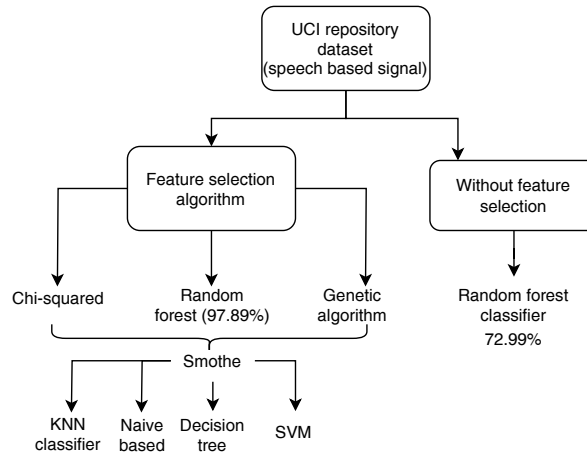 UCI repository
dataset
(speech based signal)
Feature selection
algorithm
Without feature
selection
Chi-squared
Random
forest (97.89%)
Genetic
algorithm
Random forest
classifier
72.99%
Smothe
KNN
classifier
Naive
based
Decision
tree
SVM